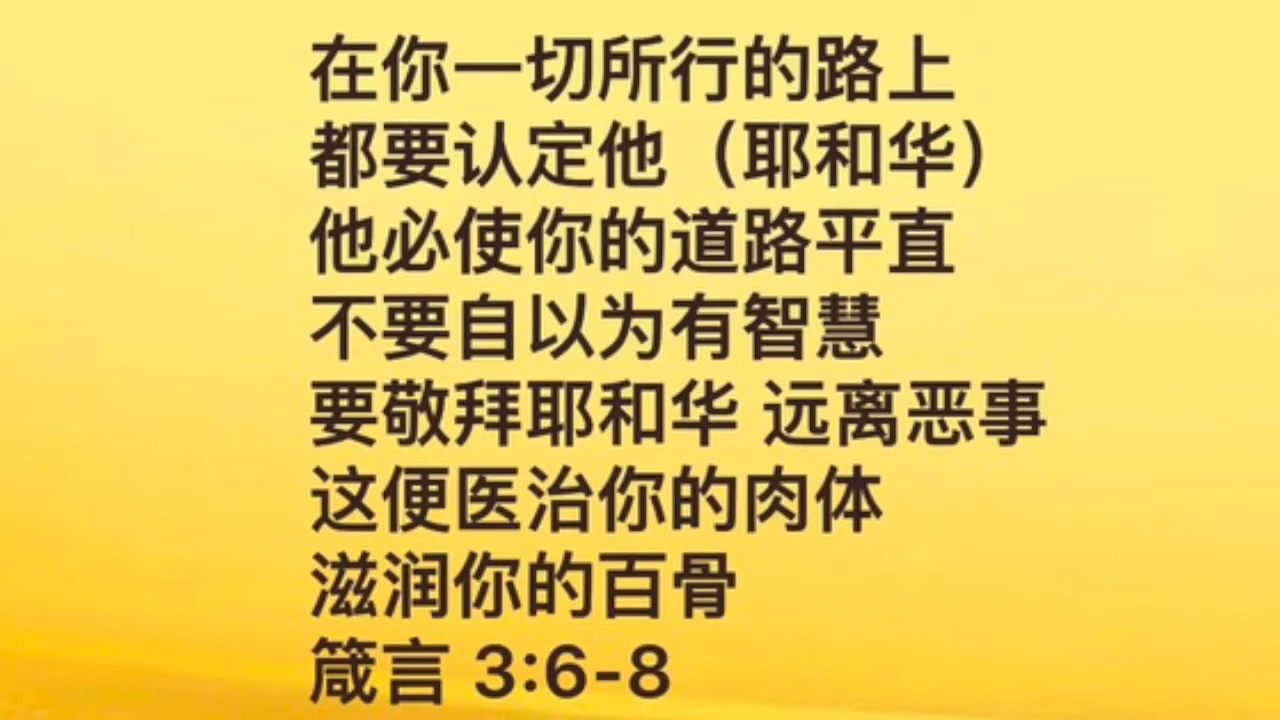 在你一切所行的路上
都要认定他（耶和华）
他必使你的道路平直
不要自以为有智慧
要敬拜耶和华 远离恶事
这便医治你的肉体
滋润你的百骨
箴言 3:6-8